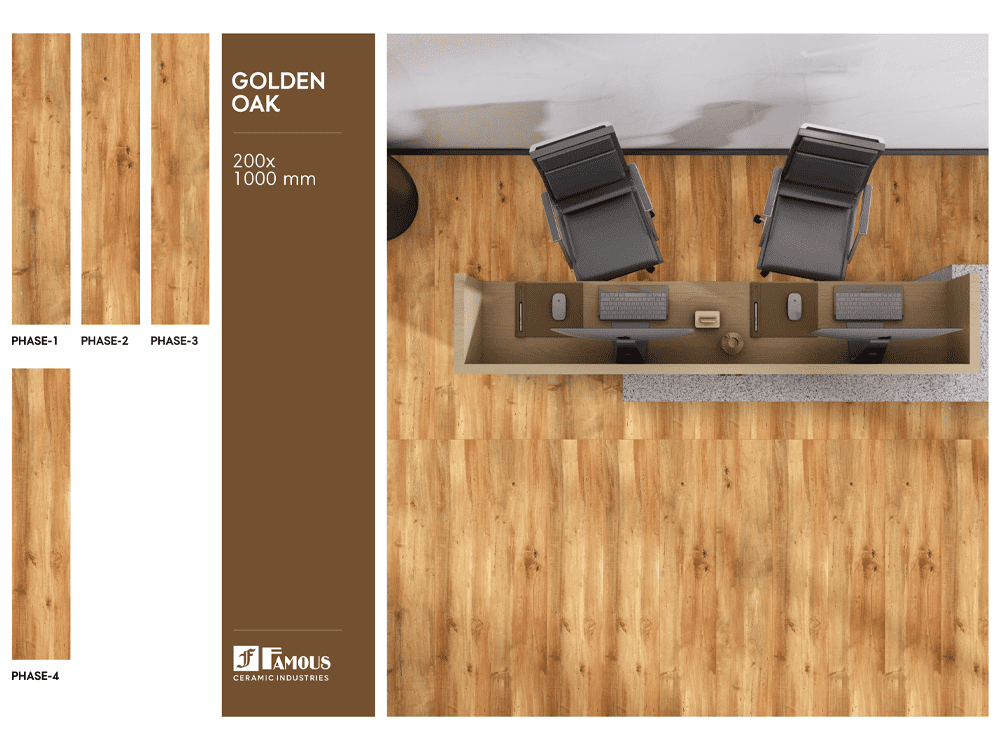 PHASE-1
PHASE-2
PHASE-3
PHASE-4
GOLDEN
OAK
200x
1000 mm
F FAMOUS
CERAMIC INDUSTRIES